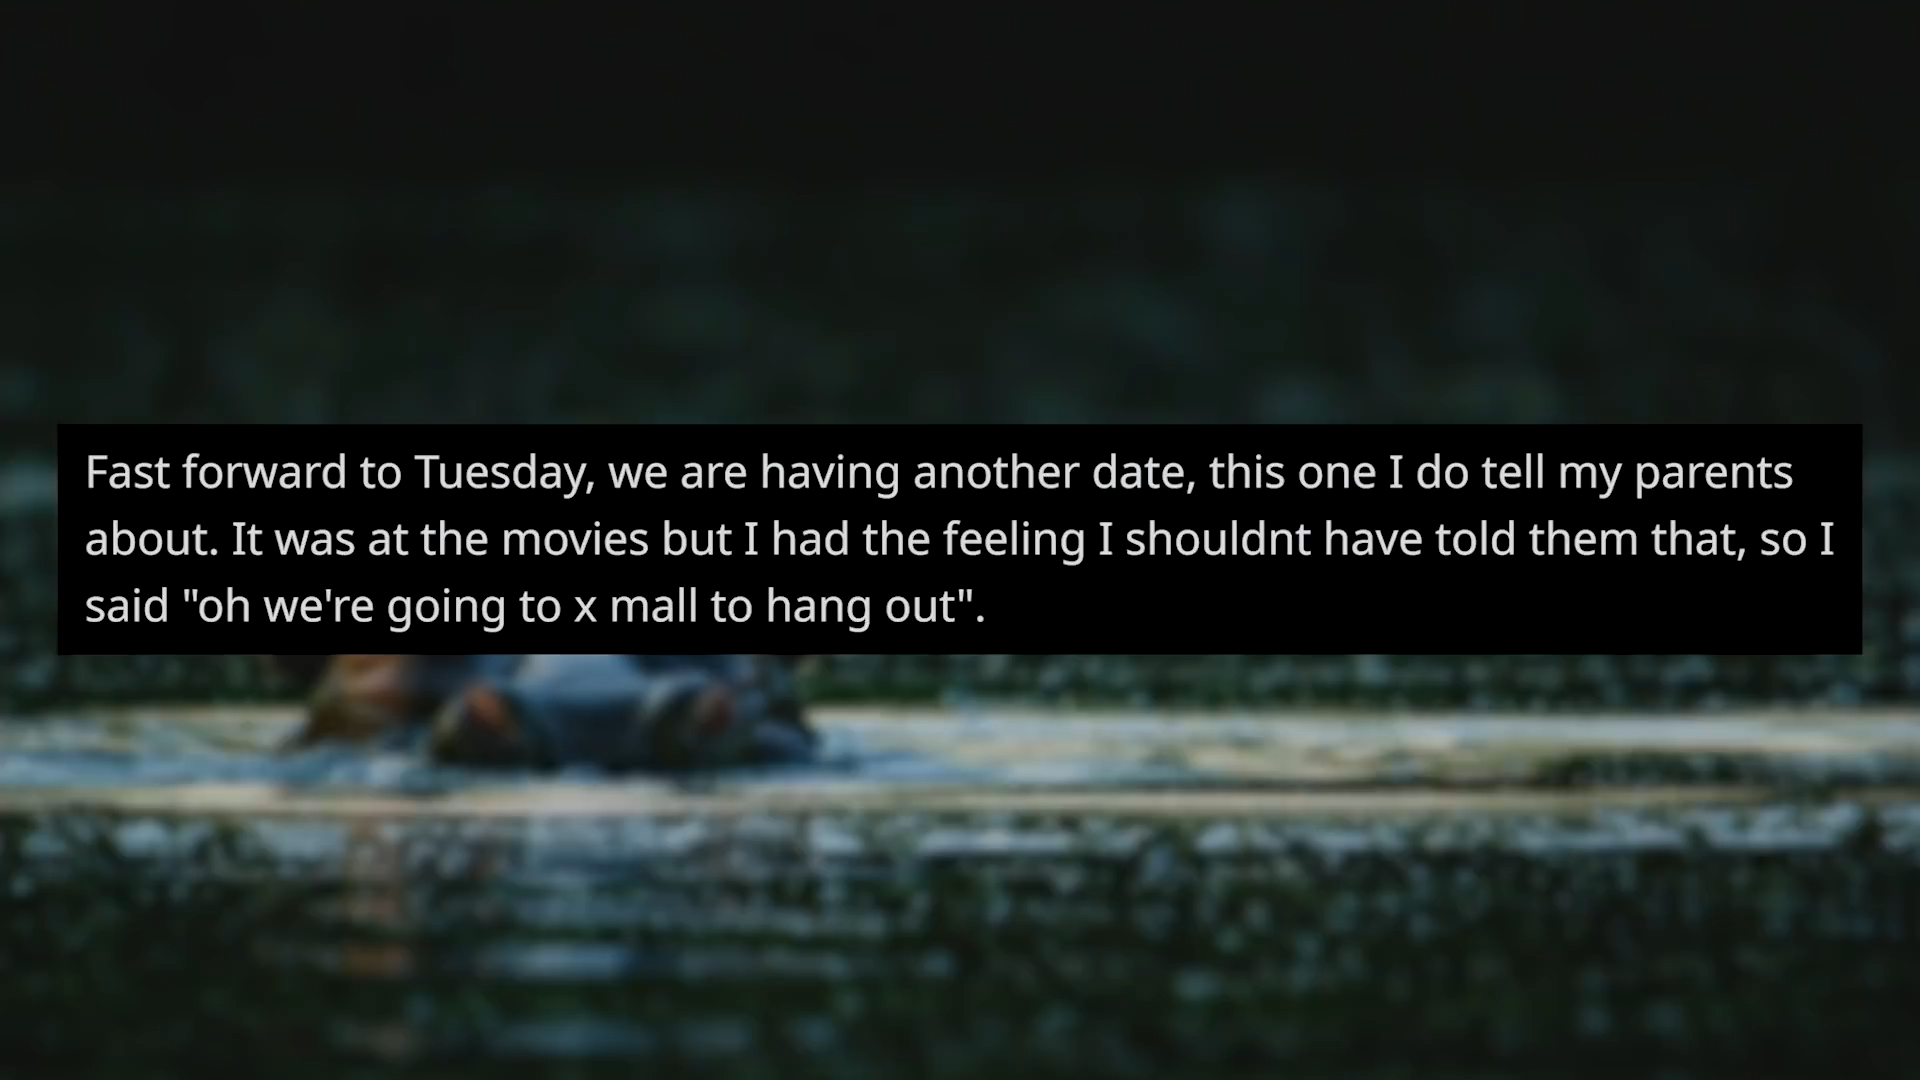 Fast forward to Tuesday, we are having another date, this one I do tell my parents
about. It was at the movies but I had the feeling I shouldnt have told them that, so I
said "oh we're going to x mall to hang out".